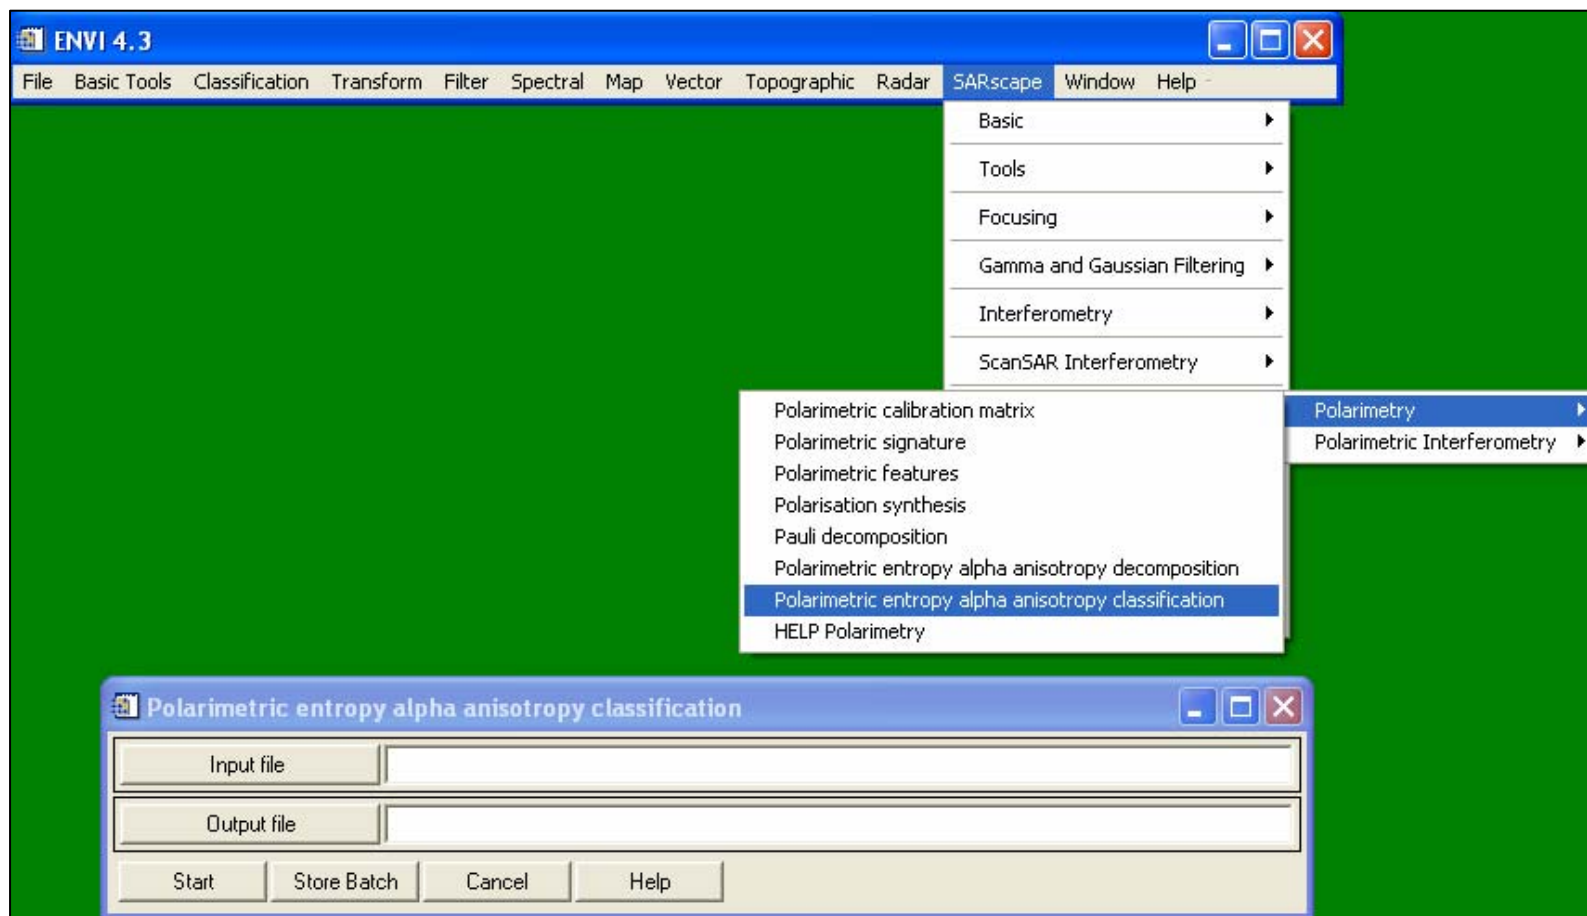 ENVI 4.3
File Basic Tools Classification Transform Filter Spectral Map Vector Topographic Radar SARscape Window Help
Basic
Tools
Focusing
Gamma and Gaussian Filtering
Interferometry
ScanSAR Interferometry
Polarimetry
Polarimetric Interferometry
Polarimetric calibration matrix
Polarimetric signature
Polarimetric features
Polarisation synthesis
Pauli decomposition
Polarimetric entropy alpha anisotropy decomposition
Polarimetric entropy alpha anisotropy classification
HELP Polarimetry
Polarimetric entropy alpha anisotropy classification
Input file
Output file
Start Store Batch Cancel Help